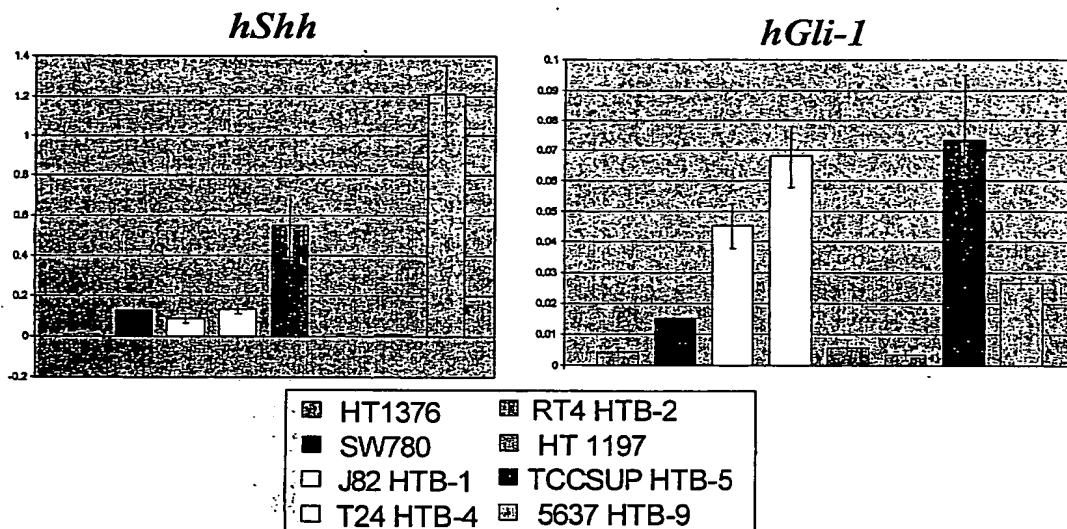 hShh
hGli-1
1.4
1.2
1
0.8
0.6
0.4
0.2
0
-0.2
0.1
0.09
0.08
0.07
0.06
0.05
0.04
0.03
0.02
0.01
0
HT1376
RT4 HTB-2
SW780
HT 1197
J82 HTB-1
TCCSUP HTB-5
T24 HTB-4
5637 HTB-9